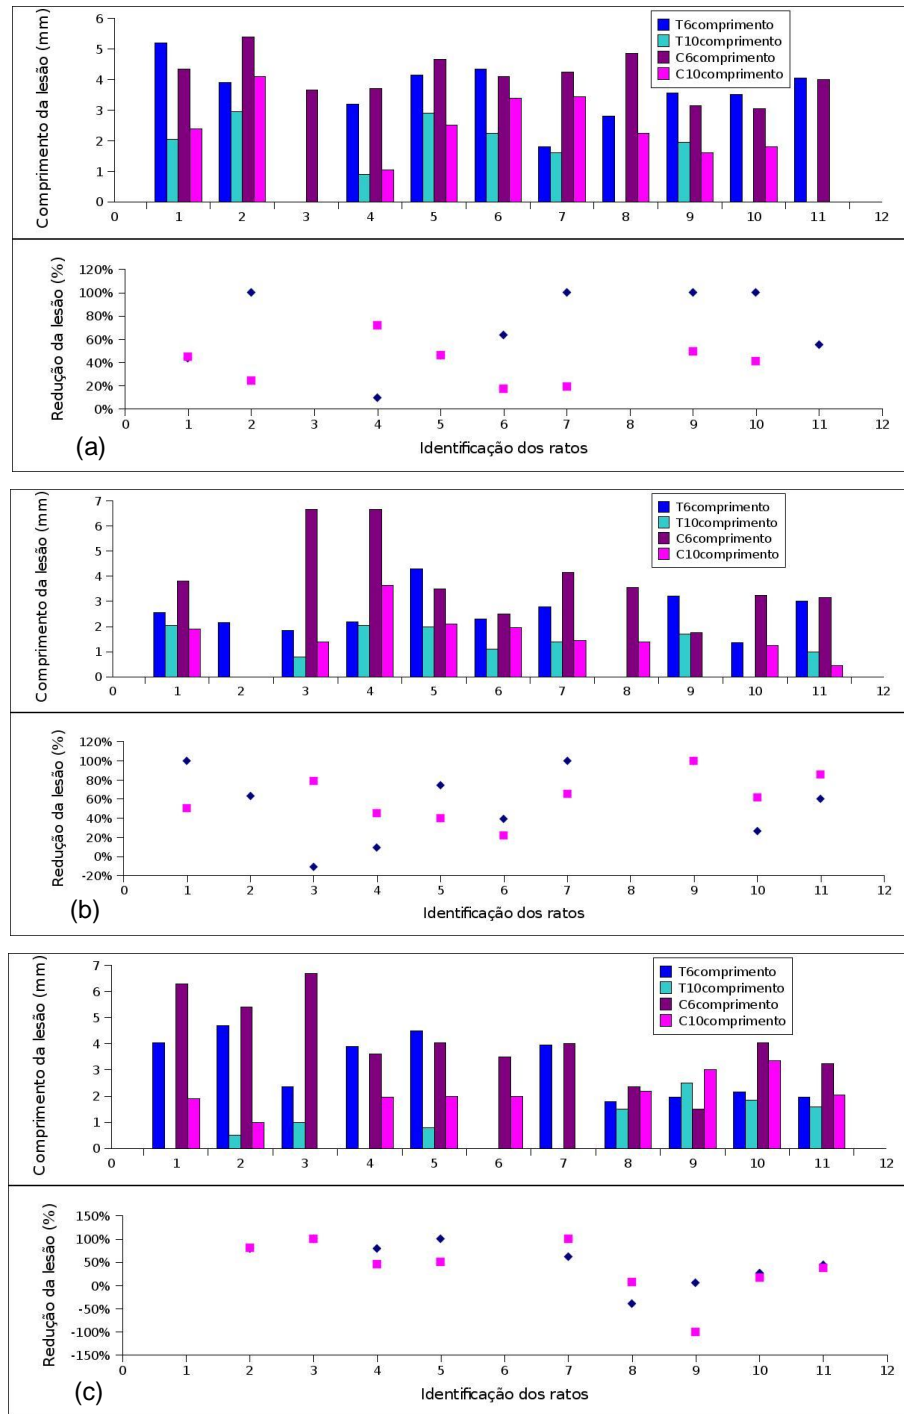 Comprimento da lesão (mm)
6
5
4
3
2
1
0
0 1 2 3 4 5 6 7 8 9 10 11 12
T6comprimento
T10comprimento
C6comprimento
C10comprimento
Redução da lesão (%)
120%
100%
80%
60%
40%
20%
0%
0 1 2 3 4 5 6 7 8 9 10 11 12
(a)
Identificação dos ratos
Comprimento da lesão (mm)
7
6
5
4
3
2
1
0
0 1 2 3 4 5 6 7 8 9 10 11 12
T6comprimento
T10comprimento
C6comprimento
C10comprimento
Redução da lesão (%)
120%
100%
80%
60%
40%
20%
0%
-20%
0 1 2 3 4 5 6 7 8 9 10 11 12
(b)
Identificação dos ratos
Comprimento da lesão (mm)
7
6
5
4
3
2
1
0
0 1 2 3 4 5 6 7 8 9 10 11 12
T6comprimento
T10comprimento
C6comprimento
C10comprimento
Redução da lesão (%)
150%
100%
50%
0%
-50%
-100%
-150%
0 1 2 3 4 5 6 7 8 9 10 11 12
(c)
Identificação dos ratos